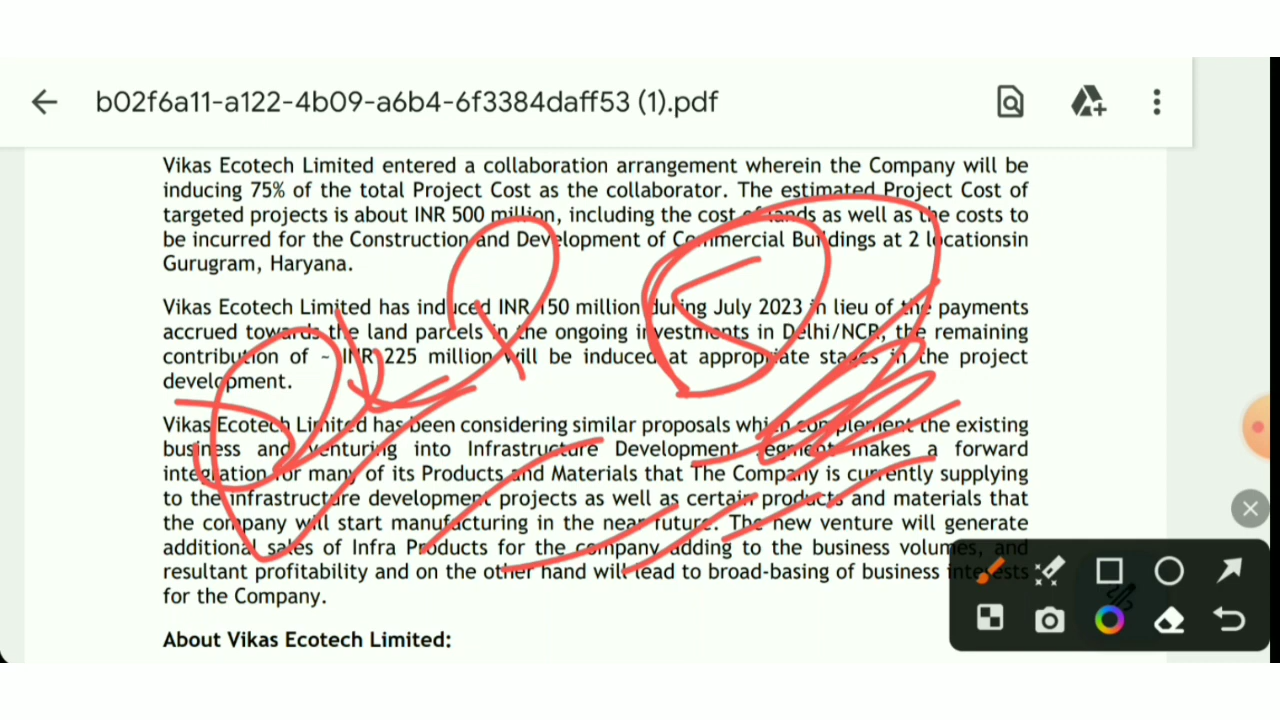 b02f6a11-a122-4b09-a6b4-6f3384daff53 (1).pdf
Vikas Ecotech Limited entered a collaboration arrangement wherein the Company will be
inducing 75% of the total Project Cost as the collaborator. The estimated Project Cost of
targeted projects is about INR 500 million, including the cost of lands as well as the costs to
be incurred for the Construction and Development of Commercial Buildings at 2 locationsin
Gurugram, Haryana.
Vikas Ecotech Limited has induced INR 150 million during July 2023 in lieu of the payments
accrued towards the land parcels in the ongoing investments in Delhi/NCR, the remaining
contribution of ~ INR 225 million will be induced at appropriate stages in the project
development.
Vikas Ecotech Limited has been considering similar proposals which complement the existing
business and venturing into Infrastructure Development segment makes a forward
integration for many of its Products and Materials that The Company is currently supplying
to the infrastructure development projects as well as certain products and materials that
the company will start manufacturing in the near future. The new venture will generate
additional sales of Infra Products for the company adding to the business volumes, and
resultant profitability and on the other hand will lead to broad-basing of business interests
for the Company.
About Vikas Ecotech Limited: